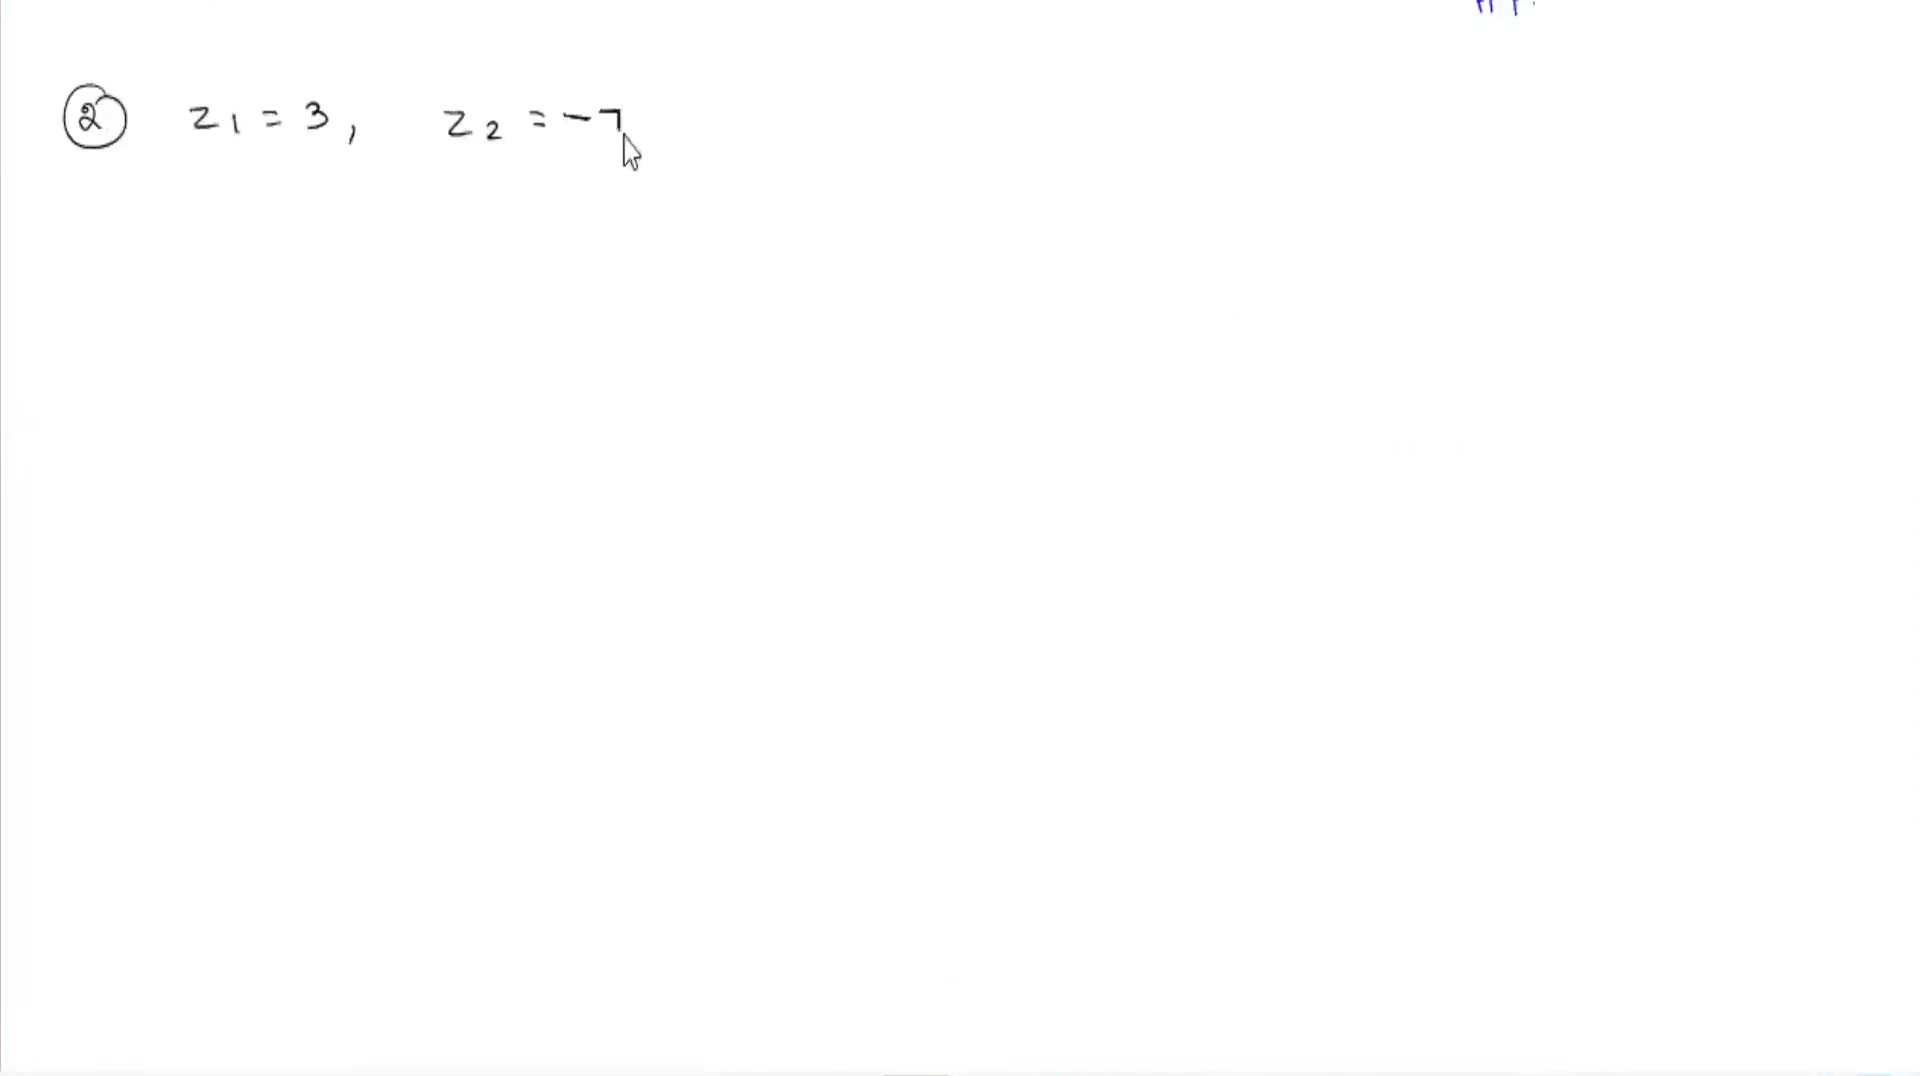 ② z₁ = 3, z₂ = -7